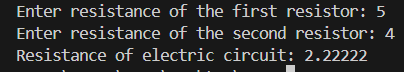 Enter resistance of the first resistor: 5
Enter resistance of the second resistor: 4
Resistance of electric circuit: 2.22222